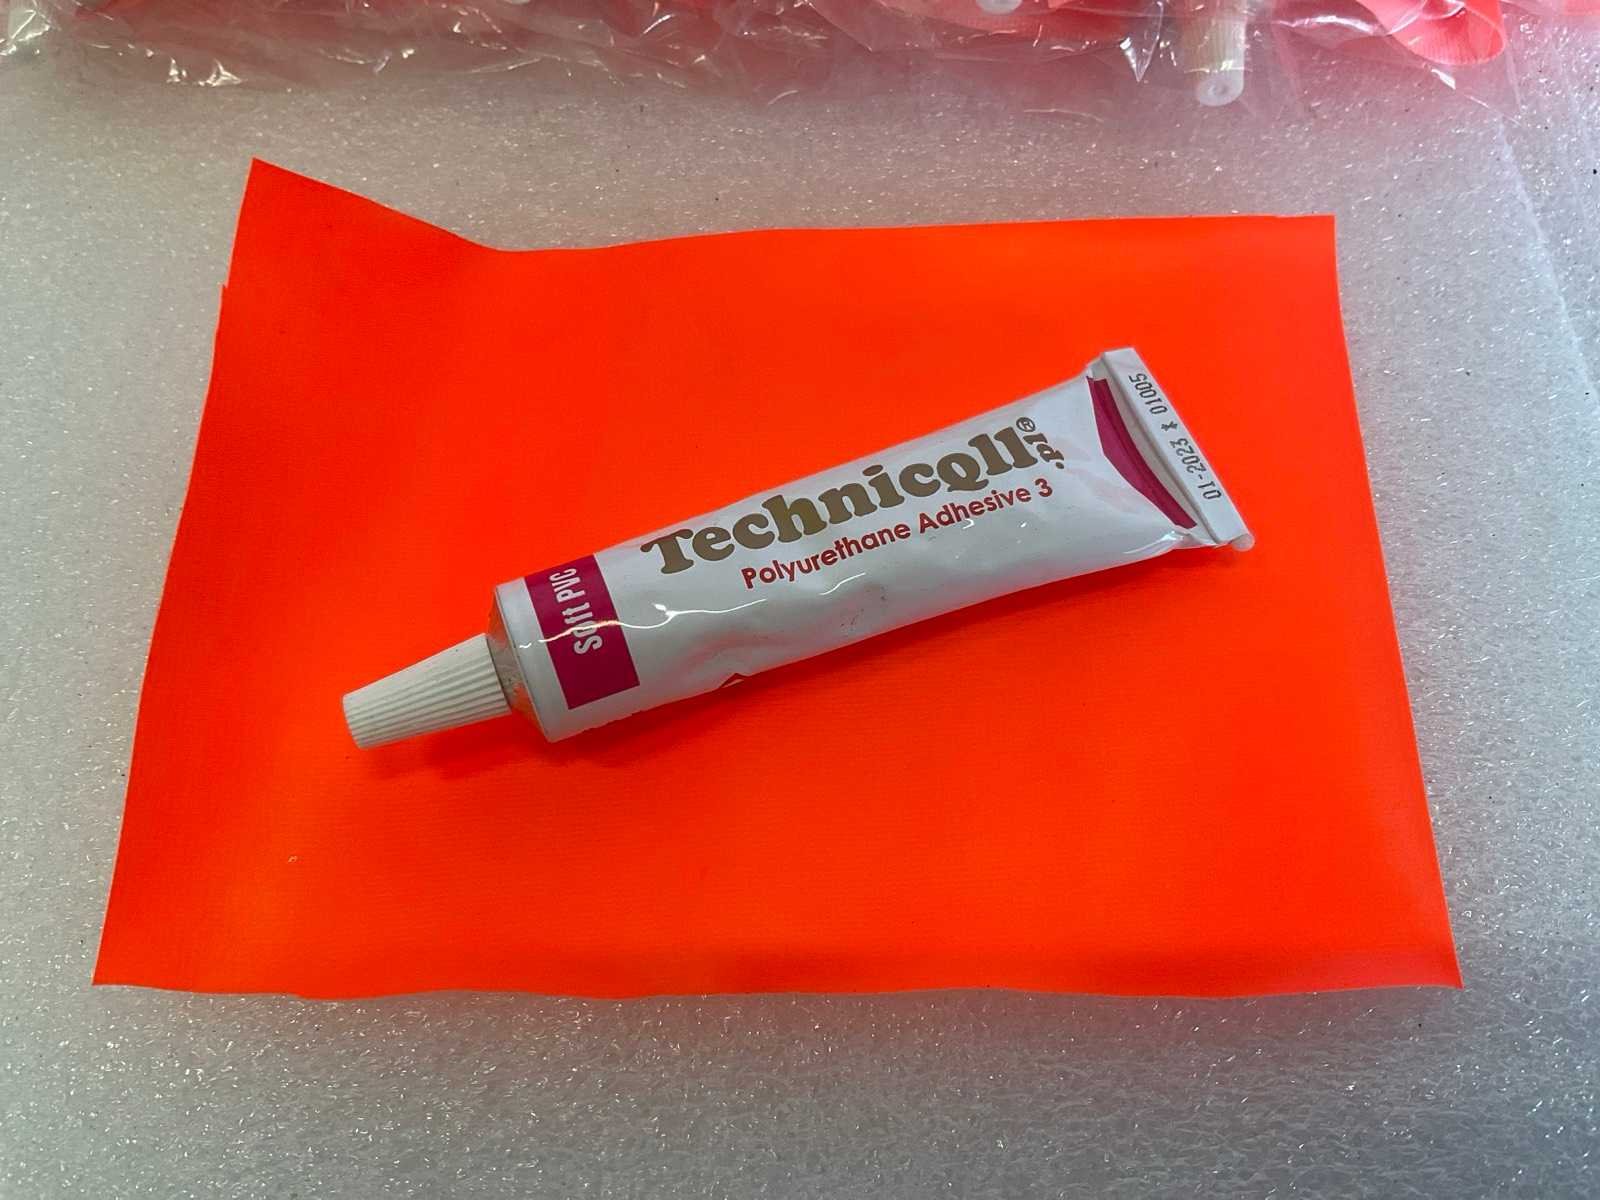 Technicqll.pl®
Polyurethane Adhesive 3
Soft PVC
01-2023 * 01005